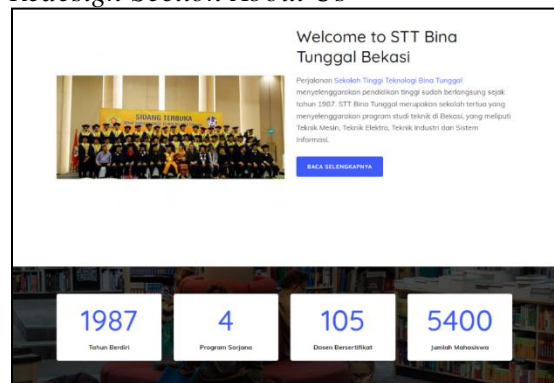 Redesign Section About Us
Welcome to STT Bina
Tunggal Bekasi
Perjalanan Sekolah Tinggi Teknologi Bina Tunggal
menyelenggarakan pendidikan tinggi sudah berlangsung sejak
tahun 1987. STT Bina Tunggal merupakan sekolah tertua yang
menyelenggarakan program studi teknik di Bekasi, yang meliputi
Teknik Mesin, Teknik Elektro, Teknik Industri dan Sistem
Informasi.
BACA SELENGKAPNYA
SIDANG TERBUKA
1987
Tahun Berdiri
4
Program Sarjana
105
Dosen Bersertifikat
5400
Jumlah Mahasiswa